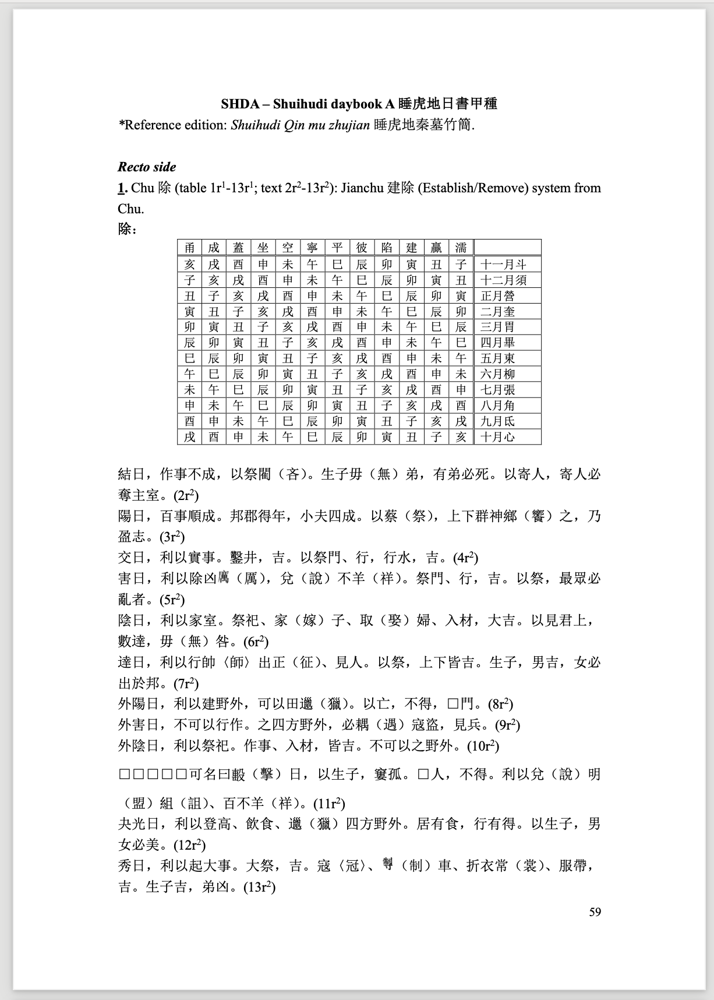 SHDA – Shuihudi daybook A 睡虎地日書甲種
*Reference edition: Shuihudi Qin mu zhujian 睡虎地秦墓竹簡.
Recto side
1. Chu 除 (table 1r¹-13r¹; text 2r²-13r²): Jianchu 建除 (Establish/Remove) system from
Chu.
除：
甬 成 蓋 坐 空 寧 平 彼 陷 建 贏 濡
亥 戌 酉 申 未 午 巳 辰 卯 寅 丑 子 十一月斗
子 亥 戌 酉 申 未 午 巳 辰 卯 寅 丑 十二月須
丑 子 亥 戌 酉 申 未 午 巳 辰 卯 寅 正月營
寅 丑 子 亥 戌 酉 申 未 午 巳 辰 卯 二月奎
卯 寅 丑 子 亥 戌 酉 申 未 午 巳 辰 三月胃
辰 卯 寅 丑 子 亥 戌 酉 申 未 午 巳 四月畢
巳 辰 卯 寅 丑 子 亥 戌 酉 申 未 午 五月東
午 巳 辰 卯 寅 丑 子 亥 戌 酉 申 未 六月柳
未 午 巳 辰 卯 寅 丑 子 亥 戌 酉 申 七月張
申 未 午 巳 辰 卯 寅 丑 子 亥 戌 酉 八月角
酉 申 未 午 巳 辰 卯 寅 丑 子 亥 戌 九月氐
戌 酉 申 未 午 巳 辰 卯 寅 丑 子 亥 十月心
結日，作事不成，以祭閵（吝）。生子毋（無）弟，有弟必死。以寄人，寄人必
奪主室。(2r²)
陽日，百事順成。邦郡得年，小夫四成。以蔡（祭），上下群神鄉（饗）之，乃
盈志。(3r²)
交日，利以實事。鑿井，吉。以祭門、行，行水，吉。(4r²)
害日，利以除凶厲（厲），兌（說）不羊（祥）。祭門、行，吉。以祭，最眾必
亂者。(5r²)
陰日，利以家室。祭祀、家（嫁）子、取（娶）婦、入材，大吉。以見君上，
數達，毋（無）咎。(6r²)
達日，利以行帥〈師〉出正（征）、見人。以祭，上下皆吉。生子，男吉，女必
出於邦。(7r²)
外陽日，利以建野外，可以田邋（獵）。以亡，不得，□門。(8r²)
外害日，不可以行作。之四方野外，必耦（遇）寇盜，見兵。(9r²)
外陰日，利以祭祀。作事、入材，皆吉。不可以之野外。(10r²)
□□□□□可名曰毄（擊）日，以生子，窶孤。□人，不得。利以兌（說）明
（盟）組（詛）、百不羊（祥）。(11r²)
夬光日，利以登高、飲食、邋（獵）四方野外。居有食，行有得。以生子，男
女必美。(12r²)
秀日，利以起大事。大祭，吉。寇〈冠〉、（制）車、折衣常（裳）、服帶，
吉。生子吉，弟凶。(13r²)
59